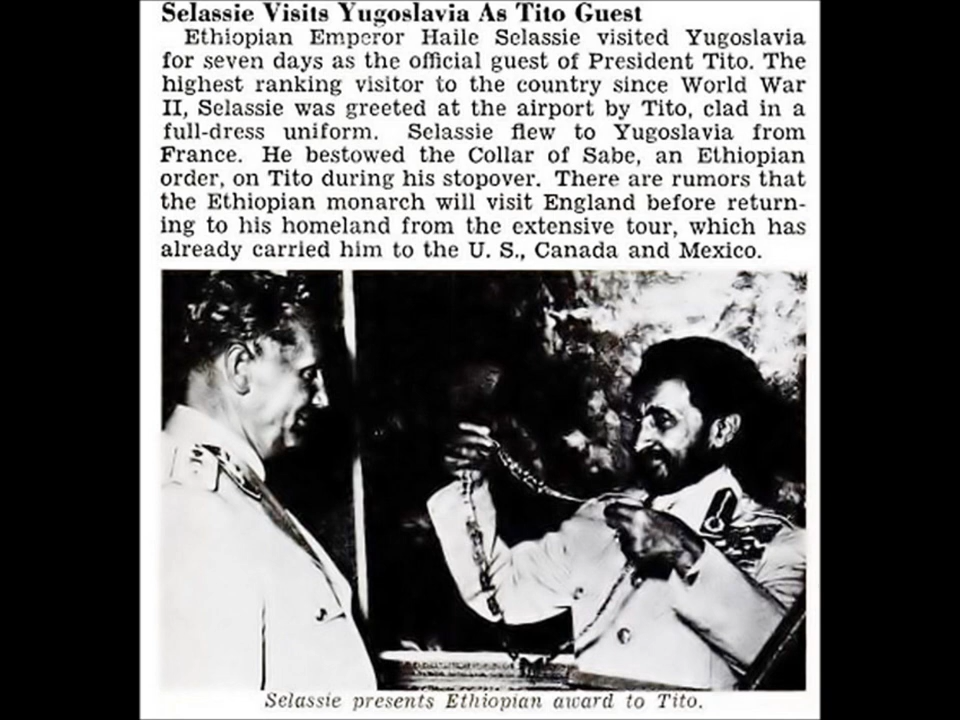 Selassie Visits Yugoslavia As Tito Guest
Ethiopian Emperor Haile Selassie visited Yugoslavia
for seven days as the official guest of President Tito. The
highest ranking visitor to the country since World War
II, Selassie was greeted at the airport by Tito, clad in a
full-dress uniform. Selassie flew to Yugoslavia from
France. He bestowed the Collar of Sabe, an Ethiopian
order, on Tito during his stopover. There are rumors that
the Ethiopian monarch will visit England before return-
ing to his homeland from the extensive tour, which has
already carried him to the U. S., Canada and Mexico.
Selassie presents Ethiopian award to Tito.